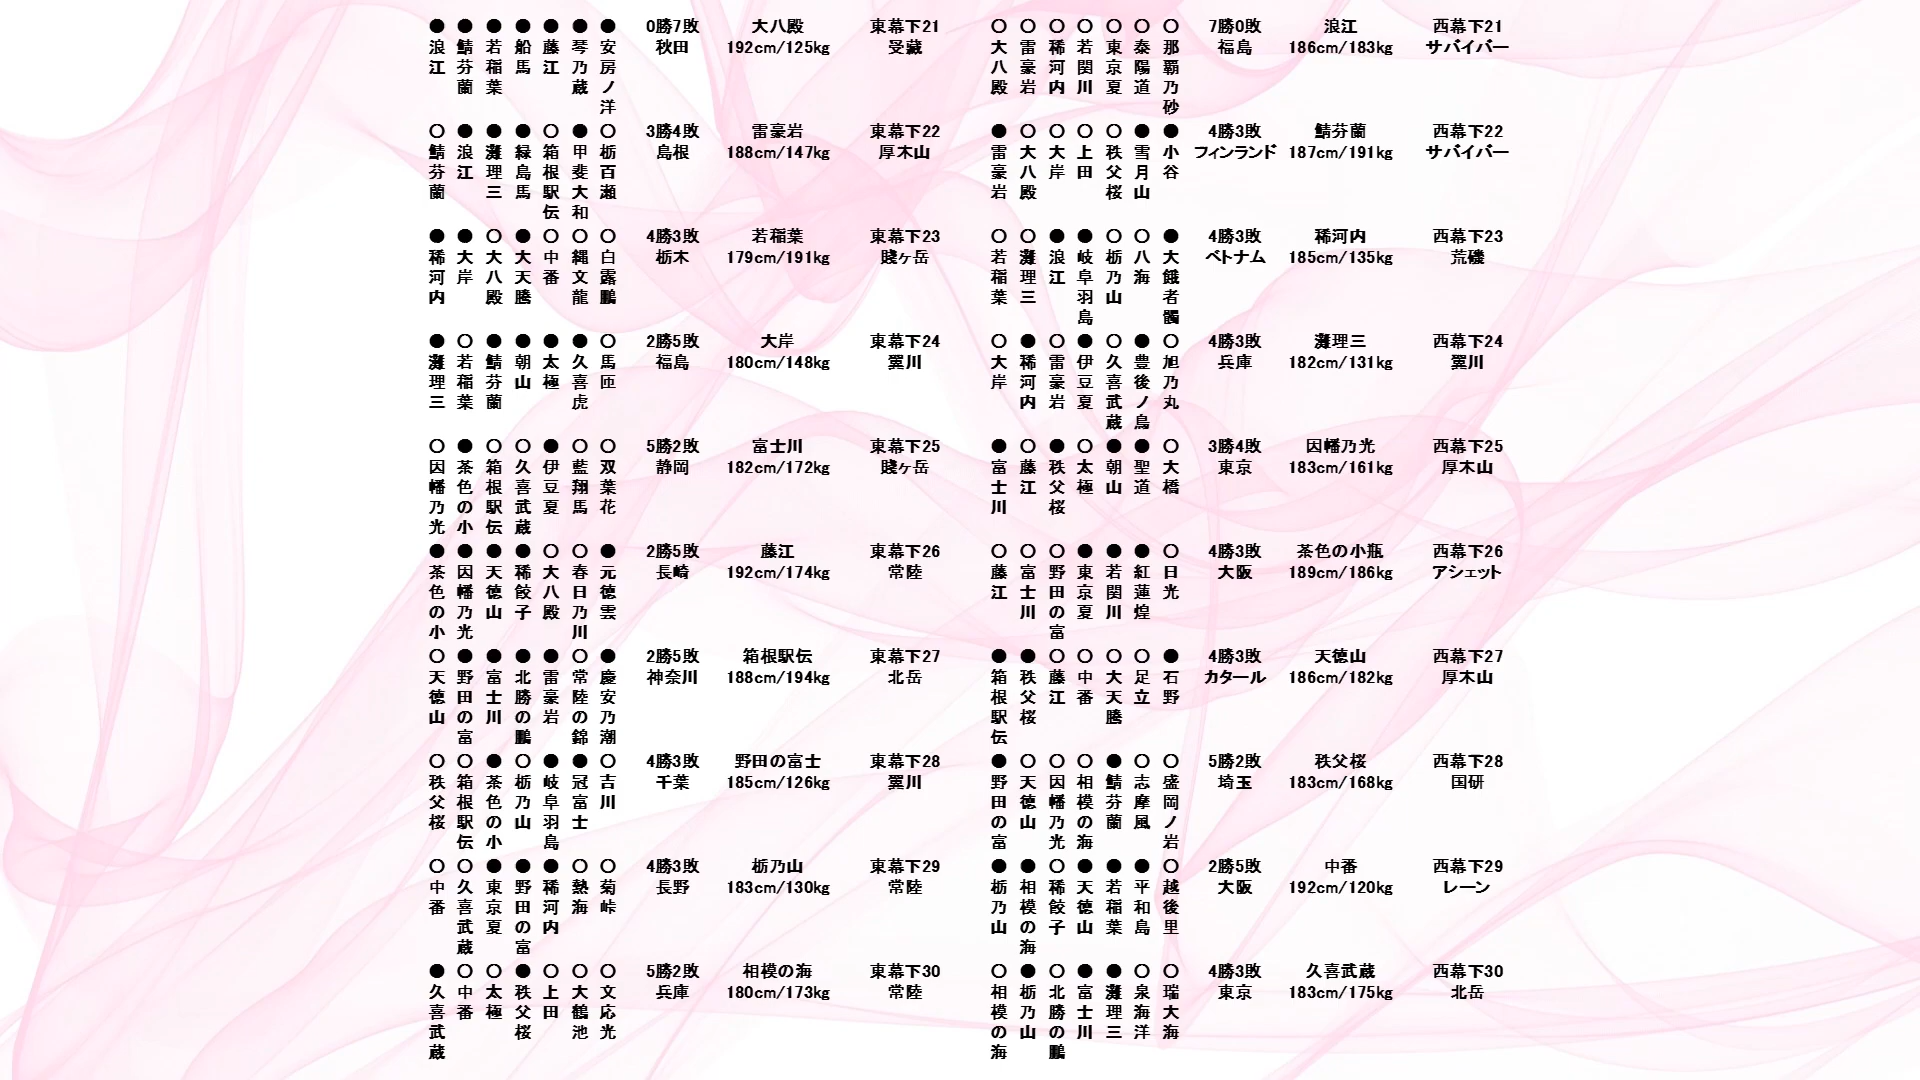 ●●●●●●● 0勝7敗 大八殿 東幕下21
浪江 鯖芬蘭 若稲葉 船馬 藤江 琴乃蔵 安房ノ洋 秋田 192cm/125kg 受蔵
○○○○○○○ 7勝0敗 浪江 西幕下21
大八殿 雷豪岩 稀河内 若関川 東京夏 泰陽道 那覇乃砂 福島 186cm/183kg サバイバー
○●●●○●○ 3勝4敗 雷豪岩 東幕下22
鯖芬蘭 浪江 灘理三 緑島馬 箱根駅伝 甲斐大和 栃百瀬 島根 188cm/147kg 厚木山
●○○○○●● 4勝3敗 鯖芬蘭 西幕下22
雷豪岩 大八殿 大岸 上田 秩父桜 雪月山 小谷 フィンランド 187cm/191kg サバイバー
●●○●○○○ 4勝3敗 若稲葉 東幕下23
稀河内 大岸 大八殿 大天騰 中番 縄文龍 白露鵬 栃木 179cm/191kg 賤ヶ岳
○○●●○○● 4勝3敗 稀河内 西幕下23
若稲葉 灘理三 浪江 岐阜羽島 栃乃山 八海 大餓者髑 ベトナム 185cm/135kg 荒磯
●○●●●●○ 2勝5敗 大岸 東幕下24
灘理三 若稲葉 鯖芬蘭 朝山 太極 久喜虎 馬匝 福島 180cm/148kg 翼川
○●○●○●○ 4勝3敗 灘理三 西幕下24
大岸 稀河内 雷豪岩 伊豆夏 久喜武蔵 豊後ノ島 旭乃丸 兵庫 182cm/131kg 翼川
○●○○●○○ 5勝2敗 富士川 東幕下25
因幡乃光 茶色の小 箱根駅伝 久喜武蔵 伊豆夏 藍翔馬 双葉花 静岡 182cm/172kg 賤ヶ岳
●○●○●●○ 3勝4敗 因幡乃光 西幕下25
富士川 藤江 秩父桜 太極 朝山 聖道 大橋 東京 183cm/161kg 厚木山
●●●●○○● 2勝5敗 藤江 東幕下26
茶色の小 因幡乃光 天徳山 稀餃子 大八殿 春日乃川 元徳雲 長崎 192cm/174kg 常陸
○○○●●●○ 4勝3敗 茶色の小瓶 西幕下26
藤江 富士川 野田の富 東京夏 若関川 紅蓮煌 日光 大阪 189cm/186kg アシェット
○●●●●○● 2勝5敗 箱根駅伝 東幕下27
天徳山 野田の富 富士川 北勝の鵬 雷豪岩 常陸の錦 慶安乃潮 神奈川 188cm/194kg 北岳
●●○○○○● 4勝3敗 天徳山 西幕下27
箱根駅伝 秩父桜 藤江 中番 大天騰 足立 石野 カタール 186cm/182kg 厚木山
○○●○●●○ 4勝3敗 野田の富士 東幕下28
秩父桜 箱根駅伝 茶色の小 栃乃山 岐阜羽島 冠富士 吉川 千葉 185cm/126kg 翼川
●○○○●○○ 5勝2敗 秩父桜 西幕下28
野田の富 天徳山 因幡乃光 相模の海 鯖芬蘭 志摩風 盛岡ノ岩 埼玉 183cm/168kg 国研
○○●●●○○ 4勝3敗 栃乃山 東幕下29
中番 久喜武蔵 東京夏 野田の富 稀河内 熱海 菊峠 長野 183cm/130kg 常陸
●●○●●●○ 2勝5敗 中番 西幕下29
栃乃山 相模の海 稀餃子 天徳山 若稲葉 平和島 越後里 大阪 192cm/120kg レーン
●○○●○○○ 5勝2敗 相模の海 東幕下30
久喜武蔵 中番 太極 秩父桜 上田 大鶴池 文応光 兵庫 180cm/173kg 常陸
○●○●●○○ 4勝3敗 久喜武蔵 西幕下30
相模の海 栃乃山 北勝の鵬 富士川 灘理三 泉海洋 瑞大海 東京 183cm/175kg 北岳